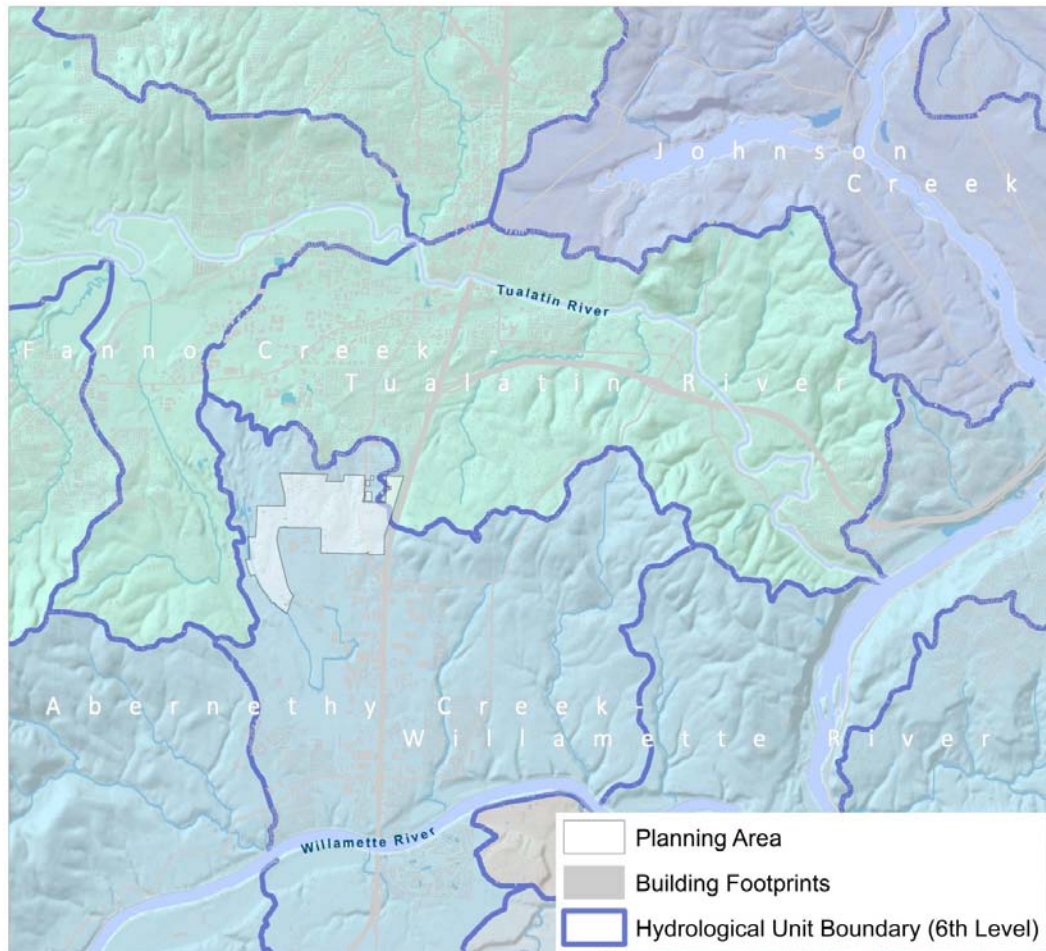 Johnson
Creek
Tualatin River
Fanno Creek -
Tualatin River
Abernethy Creek-
Willamette River
Willamette River
Planning Area
Building Footprints
Hydrological Unit Boundary (6th Level)